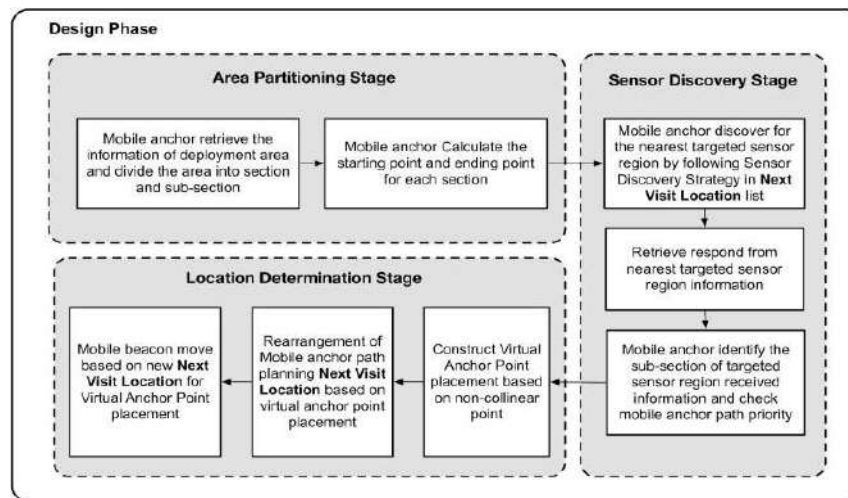 Design Phase
Area Partitioning Stage
Mobile anchor retrieve the
information of deployment area
and divide the area into section
and sub-section
Mobile anchor Calculate the
starting point and ending point
for each section
Sensor Discovery Stage
Mobile anchor discover for
the nearest targeted sensor
region by following Sensor
Discovery Strategy in Next
Visit Location list
Retrieve respond from
nearest targeted sensor
region information
Mobile anchor identify the
sub-section of targeted
sensor region received
information and check
mobile anchor path priority
Location Determination Stage
Construct Virtual
Anchor Point
placement based
on non-collinear
point
Rearrangement of
Mobile anchor path
planning Next Visit
Location based on
virtual anchor point
placement
Mobile beacon move
based on new Next
Visit Location for
Virtual Anchor Point
placement